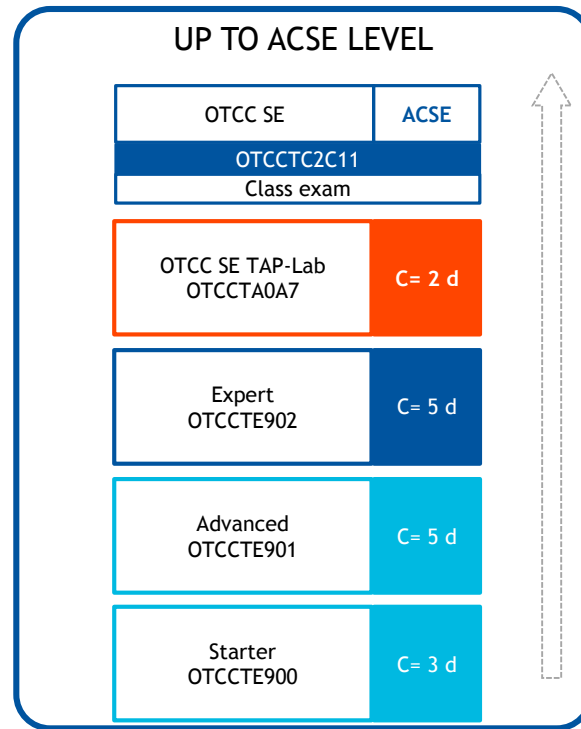 UP TO ACSE LEVEL
OTCC SE
ACSE
OTCCTC2C11
Class exam
OTCC SE TAP-Lab
OTCCTA0A7
C= 2 d
Expert
OTCCTE902
C= 5 d
Advanced
OTCCTE901
C= 5 d
Starter
OTCCTE900
C= 3 d